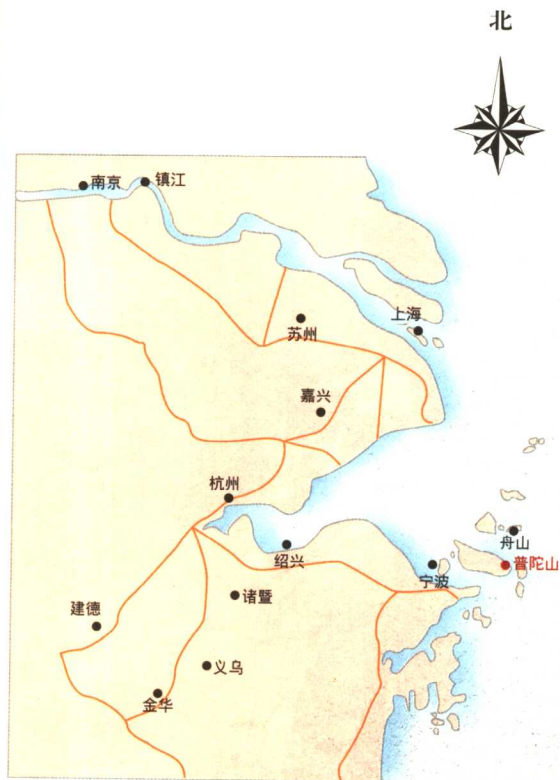 北
南京
镇江
苏州
上海
嘉兴
杭州
绍兴
舟山
宁波
普陀山
诸暨
建德
义乌
金华